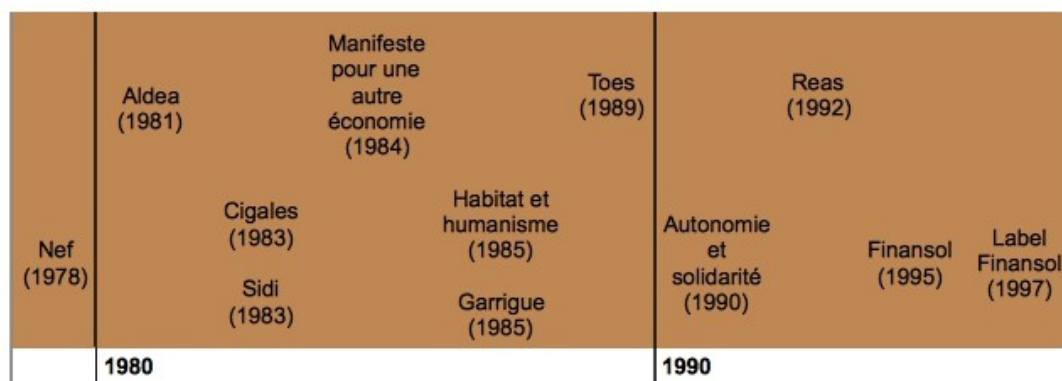 Nef
(1978)
Aldea
(1981)
Cigales
(1983)
Sidi
(1983)
Manifeste
pour une
autre
économie
(1984)
Habitat et
humanisme
(1985)
Garrigue
(1985)
Toes
(1989)
Autonomie
et
solidarité
(1990)
Reas
(1992)
Finansol
(1995)
Label
Finansol
(1997)
1980
1990